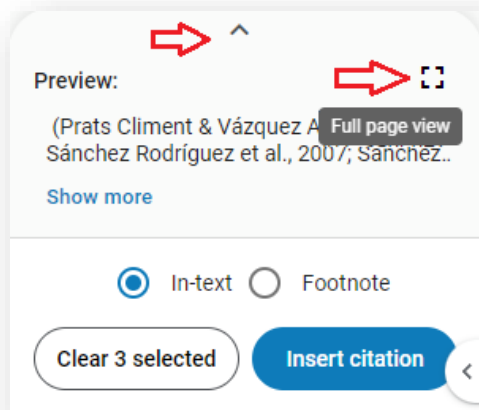 Preview:
(Prats Climent & Vázquez A
Full page view
Sánchez Rodríguez et al., 2007; Sánchez..
Show more
In-text
Footnote
Clear 3 selected
Insert citation